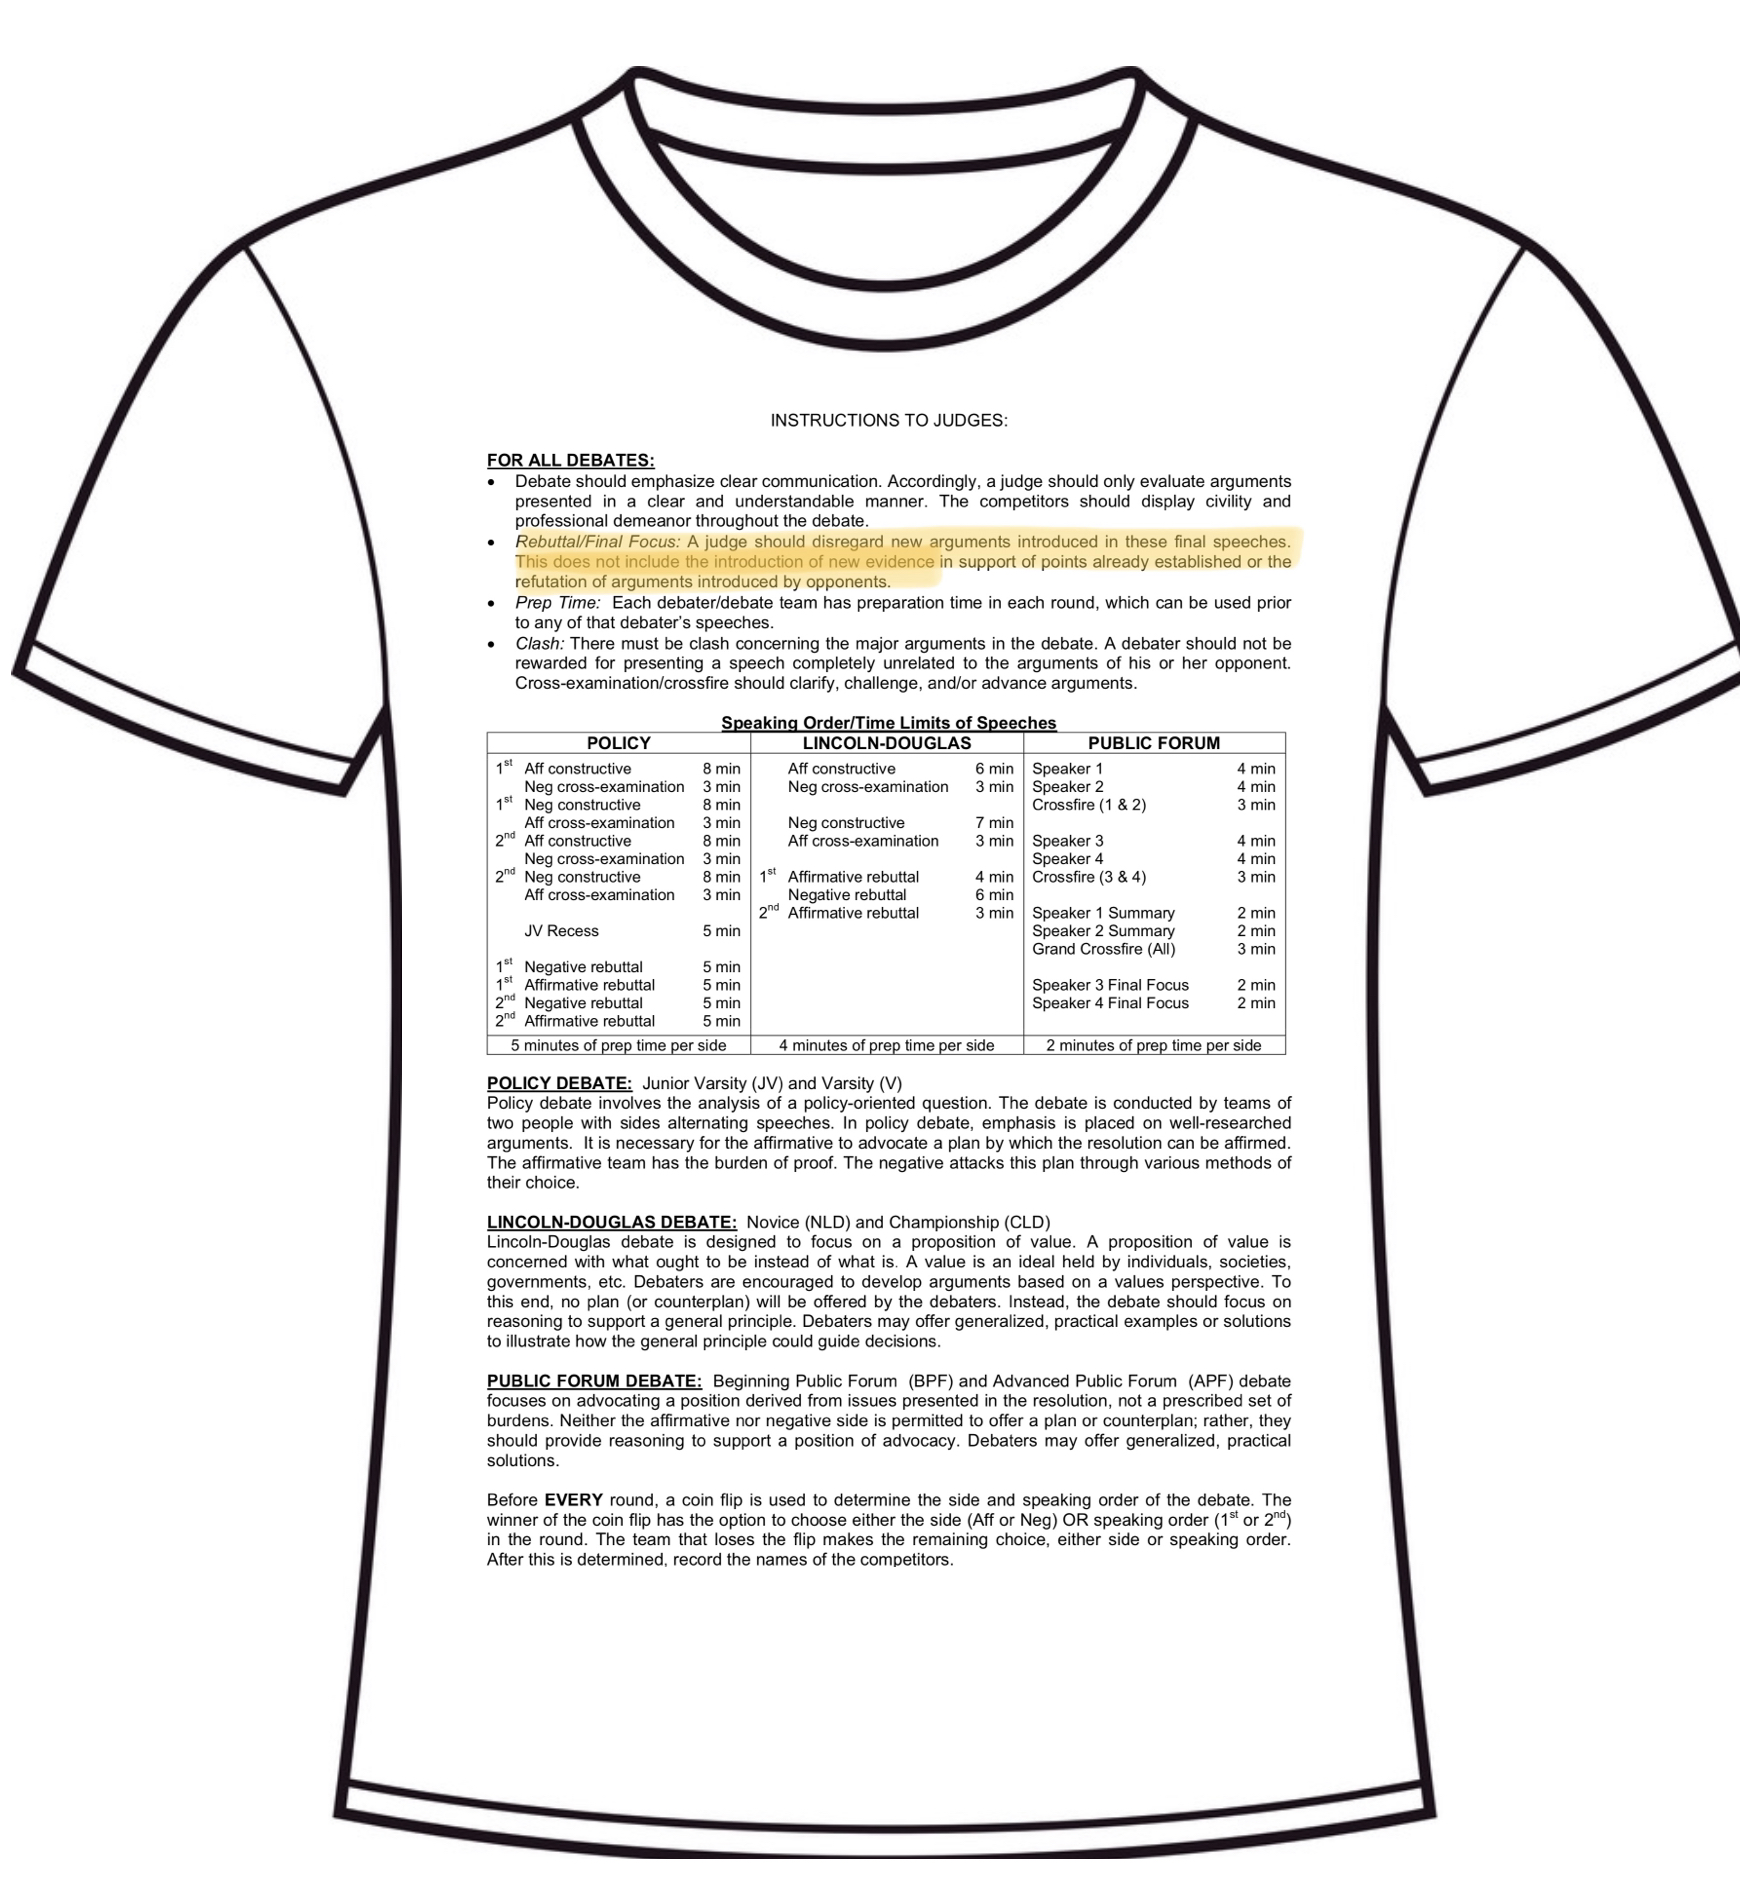 INSTRUCTIONS TO JUDGES:
FOR ALL DEBATES:
• Debate should emphasize clear communication. Accordingly, a judge should only evaluate arguments
presented in a clear and understandable manner. The competitors should display civility and
professional demeanor throughout the debate.
• Rebuttal/Final Focus: A judge should disregard new arguments introduced in these final speeches.
This does not include the introduction of new evidence in support of points already established or the
refutation of arguments introduced by opponents.
• Prep Time: Each debater/debate team has preparation time in each round, which can be used prior
to any of that debater's speeches.
• Clash: There must be clash concerning the major arguments in the debate. A debater should not be
rewarded for presenting a speech completely unrelated to the arguments of his or her opponent.
Cross-examination/crossfire should clarify, challenge, and/or advance arguments.
Speaking Order/Time Limits of Speeches
POLICY LINCOLN-DOUGLAS PUBLIC FORUM
1st Aff constructive 8 min Aff constructive 6 min Speaker 1 4 min
Neg cross-examination 3 min Neg cross-examination 3 min Speaker 2 4 min
1st Neg constructive 8 min Crossfire (1 & 2) 3 min
Aff cross-examination 3 min Neg constructive 7 min
2nd Aff constructive 8 min Aff cross-examination 3 min Speaker 3 4 min
Neg cross-examination 3 min Speaker 4 4 min
2nd Neg constructive 8 min 1st Affirmative rebuttal 4 min Crossfire (3 & 4) 3 min
Aff cross-examination 3 min Negative rebuttal 6 min
2nd Affirmative rebuttal 3 min Speaker 1 Summary 2 min
JV Recess 5 min Speaker 2 Summary 2 min
Grand Crossfire (All) 3 min
1st Negative rebuttal 5 min
1st Affirmative rebuttal 5 min Speaker 3 Final Focus 2 min
2nd Negative rebuttal 5 min Speaker 4 Final Focus 2 min
2nd Affirmative rebuttal 5 min
5 minutes of prep time per side 4 minutes of prep time per side 2 minutes of prep time per side
POLICY DEBATE: Junior Varsity (JV) and Varsity (V)
Policy debate involves the analysis of a policy-oriented question. The debate is conducted by teams of
two people with sides alternating speeches. In policy debate, emphasis is placed on well-researched
arguments. It is necessary for the affirmative to advocate a plan by which the resolution can be affirmed.
The affirmative team has the burden of proof. The negative attacks this plan through various methods of
their choice.
LINCOLN-DOUGLAS DEBATE: Novice (NLD) and Championship (CLD)
Lincoln-Douglas debate is designed to focus on a proposition of value. A proposition of value is
concerned with what ought to be instead of what is. A value is an ideal held by individuals, societies,
governments, etc. Debaters are encouraged to develop arguments based on a values perspective. To
this end, no plan (or counterplan) will be offered by the debaters. Instead, the debate should focus on
reasoning to support a general principle. Debaters may offer generalized, practical examples or solutions
to illustrate how the general principle could guide decisions.
PUBLIC FORUM DEBATE: Beginning Public Forum (BPF) and Advanced Public Forum (APF) debate
focuses on advocating a position derived from issues presented in the resolution, not a prescribed set of
burdens. Neither the affirmative nor negative side is permitted to offer a plan or counterplan; rather, they
should provide reasoning to support a position of advocacy. Debaters may offer generalized, practical
solutions.
Before EVERY round, a coin flip is used to determine the side and speaking order of the debate. The
winner of the coin flip has the option to choose either the side (Aff or Neg) OR speaking order (1st or 2nd)
in the round. The team that loses the flip makes the remaining choice, either side or speaking order.
After this is determined, record the names of the competitors.